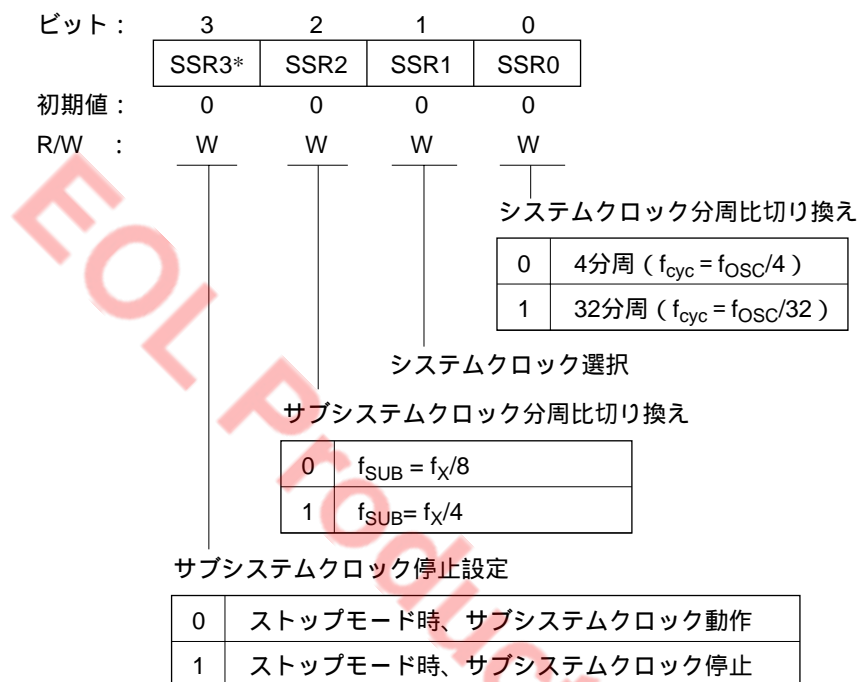 ビット： 3 2 1 0
SSR3* SSR2 SSR1 SSR0
初期値： 0 0 0 0
R/W ： W W W W
システムクロック分周比切り換え
0 4分周（fcyc = fOSC/4）
1 32分周（fcyc = fOSC/32）
システムクロック選択
サブシステムクロック分周比切り換え
0 fSUB = fX/8
1 fSUB= fX/4
サブシステムクロック停止設定
0 ストップモード時、サブシステムクロック動作
1 ストップモード時、サブシステムクロック停止
EOL Product